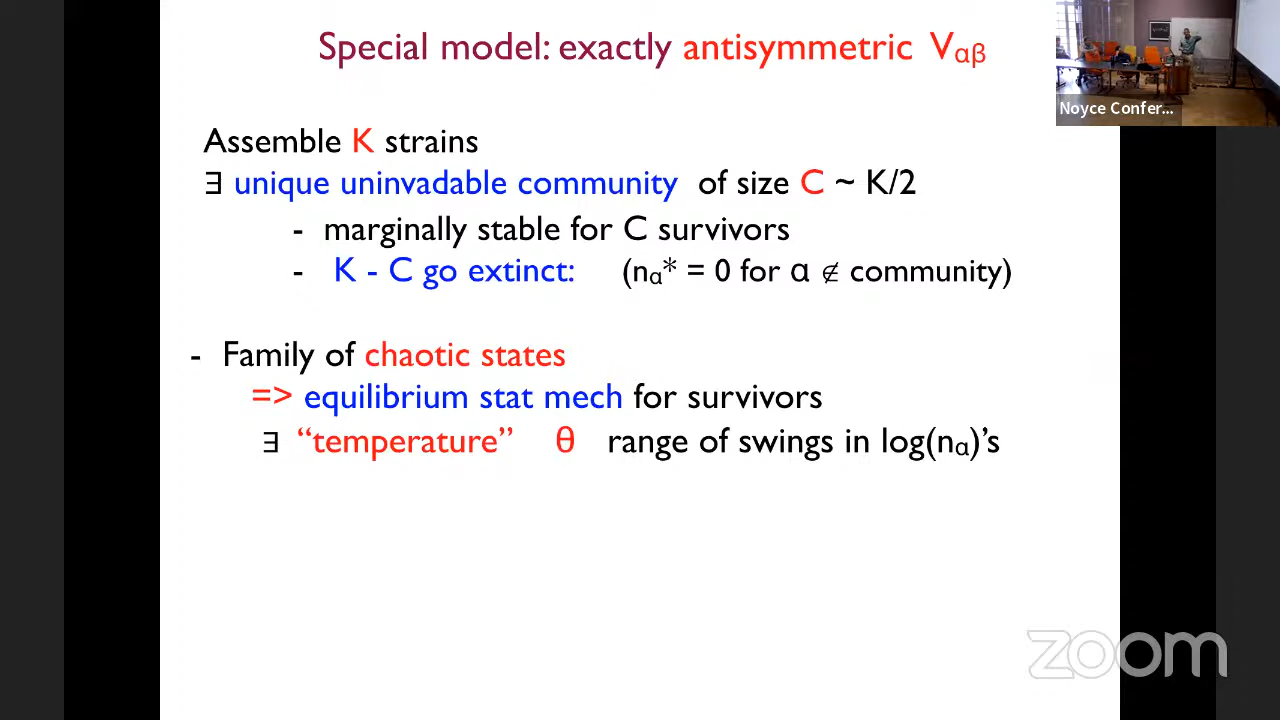 Special model: exactly antisymmetric Vαβ
Noyce Confer...
Assemble K strains
∃ unique uninvadable community of size C ~ K/2
- marginally stable for C survivors
- K - C go extinct: (nα* = 0 for α ∉ community)
- Family of chaotic states
=> equilibrium stat mech for survivors
∃ “temperature” θ range of swings in log(nα)’s
zoom